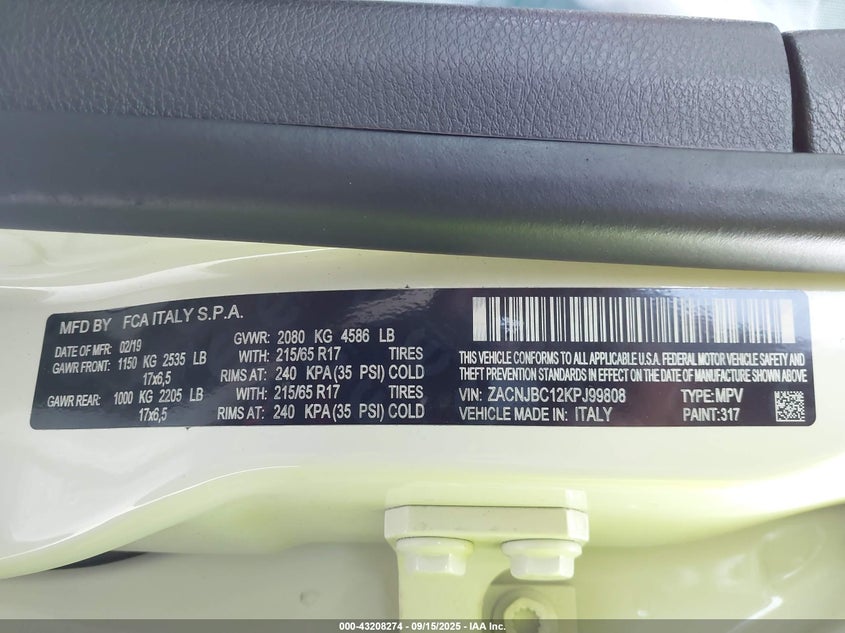 MFD BY FCA ITALY S.P.A.
DATE OF MFR: 02/19 GVWR: 2080 KG 4586 LB
GAWR FRONT: 1150 KG 2535 LB WITH: 215/65 R17 TIRES
17x6,5 RIMS AT: 240 KPA (35 PSI) COLD
GAWR REAR: 1000 KG 2205 LB WITH: 215/65 R17 TIRES
17x6,5 RIMS AT: 240 KPA (35 PSI) COLD
THIS VEHICLE CONFORMS TO ALL APPLICABLE U.S.A. FEDERAL MOTOR VEHICLE SAFETY AND
THEFT PREVENTION STANDARDS IN EFFECT ON THE DATE OF MANUFACTURE SHOWN ABOVE
VIN: ZACNJBC12KPJ99808 TYPE: MPV
VEHICLE MADE IN: ITALY PAINT: 317
000-43208274 - 09/15/2025 - IAA Inc.